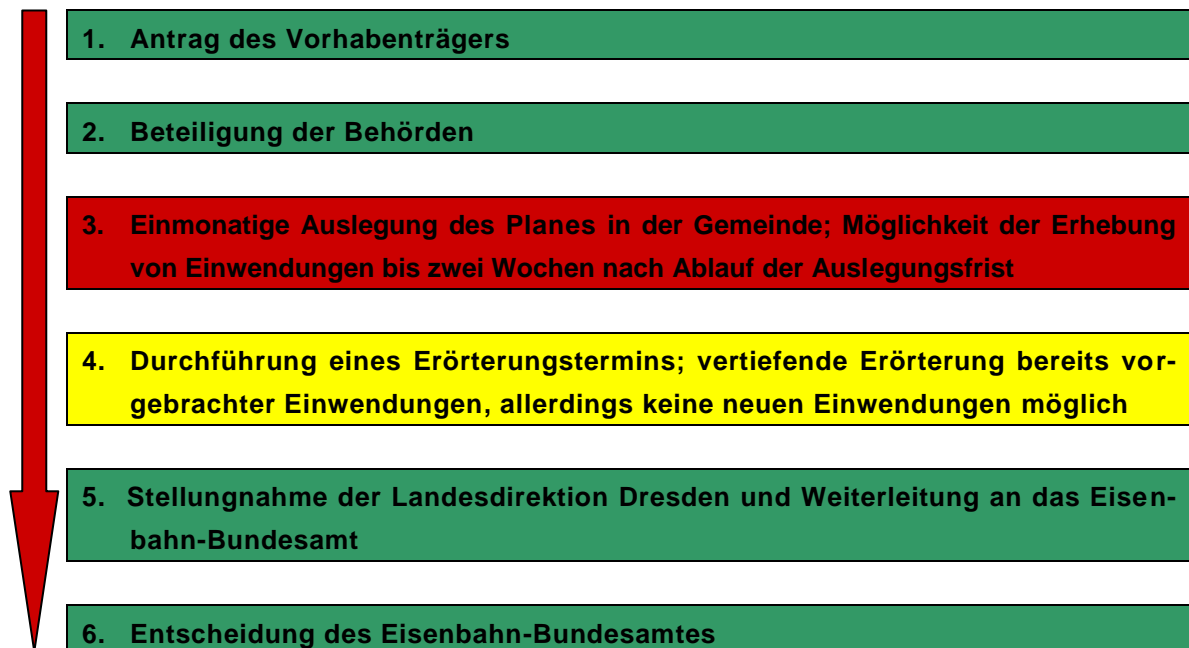 1. Antrag des Vorhabenträgers
2. Beteiligung der Behörden
3. Einmonatige Auslegung des Planes in der Gemeinde; Möglichkeit der Erhebung
von Einwendungen bis zwei Wochen nach Ablauf der Auslegungsfrist
4. Durchführung eines Erörterungstermins; vertiefende Erörterung bereits vor-
gebrachter Einwendungen, allerdings keine neuen Einwendungen möglich
5. Stellungnahme der Landesdirektion Dresden und Weiterleitung an das Eisen-
bahn-Bundesamt
6. Entscheidung des Eisenbahn-Bundesamtes